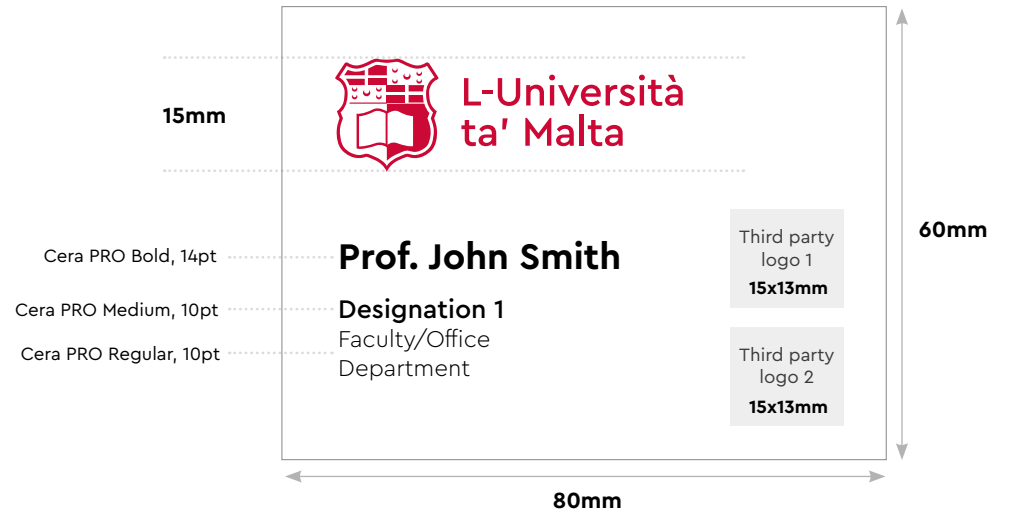 L-Università
ta' Malta
15mm
60mm
Cera PRO Bold, 14pt
Prof. John Smith
Third party
logo 1
15x13mm
Cera PRO Medium, 10pt
Designation 1
Cera PRO Regular, 10pt
Faculty/Office
Department
Third party
logo 2
15x13mm
80mm